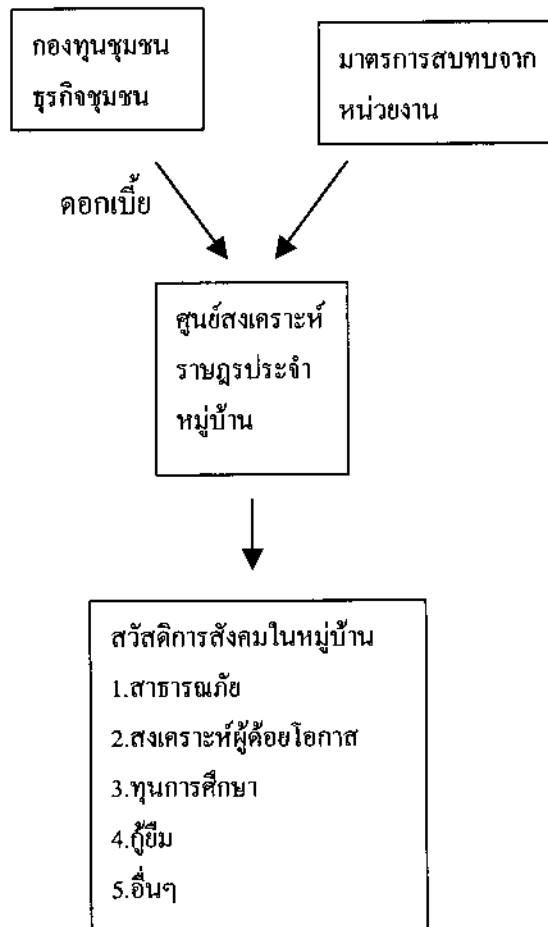 กองทุนชุมชน
ธุรกิจชุมชน
มาตรการสบทบจาก
หน่วยงาน
ดอกเบี้ย
ศูนย์สงเคราะห์
ราษฎรประจำ
หมู่บ้าน
สวัสดิการสังคมในหมู่บ้าน
1.สาธารณภัย
2.สงเคราะห์ผู้ด้อยโอกาส
3.ทุนการศึกษา
4.กู้ยืม
5.อื่นๆ